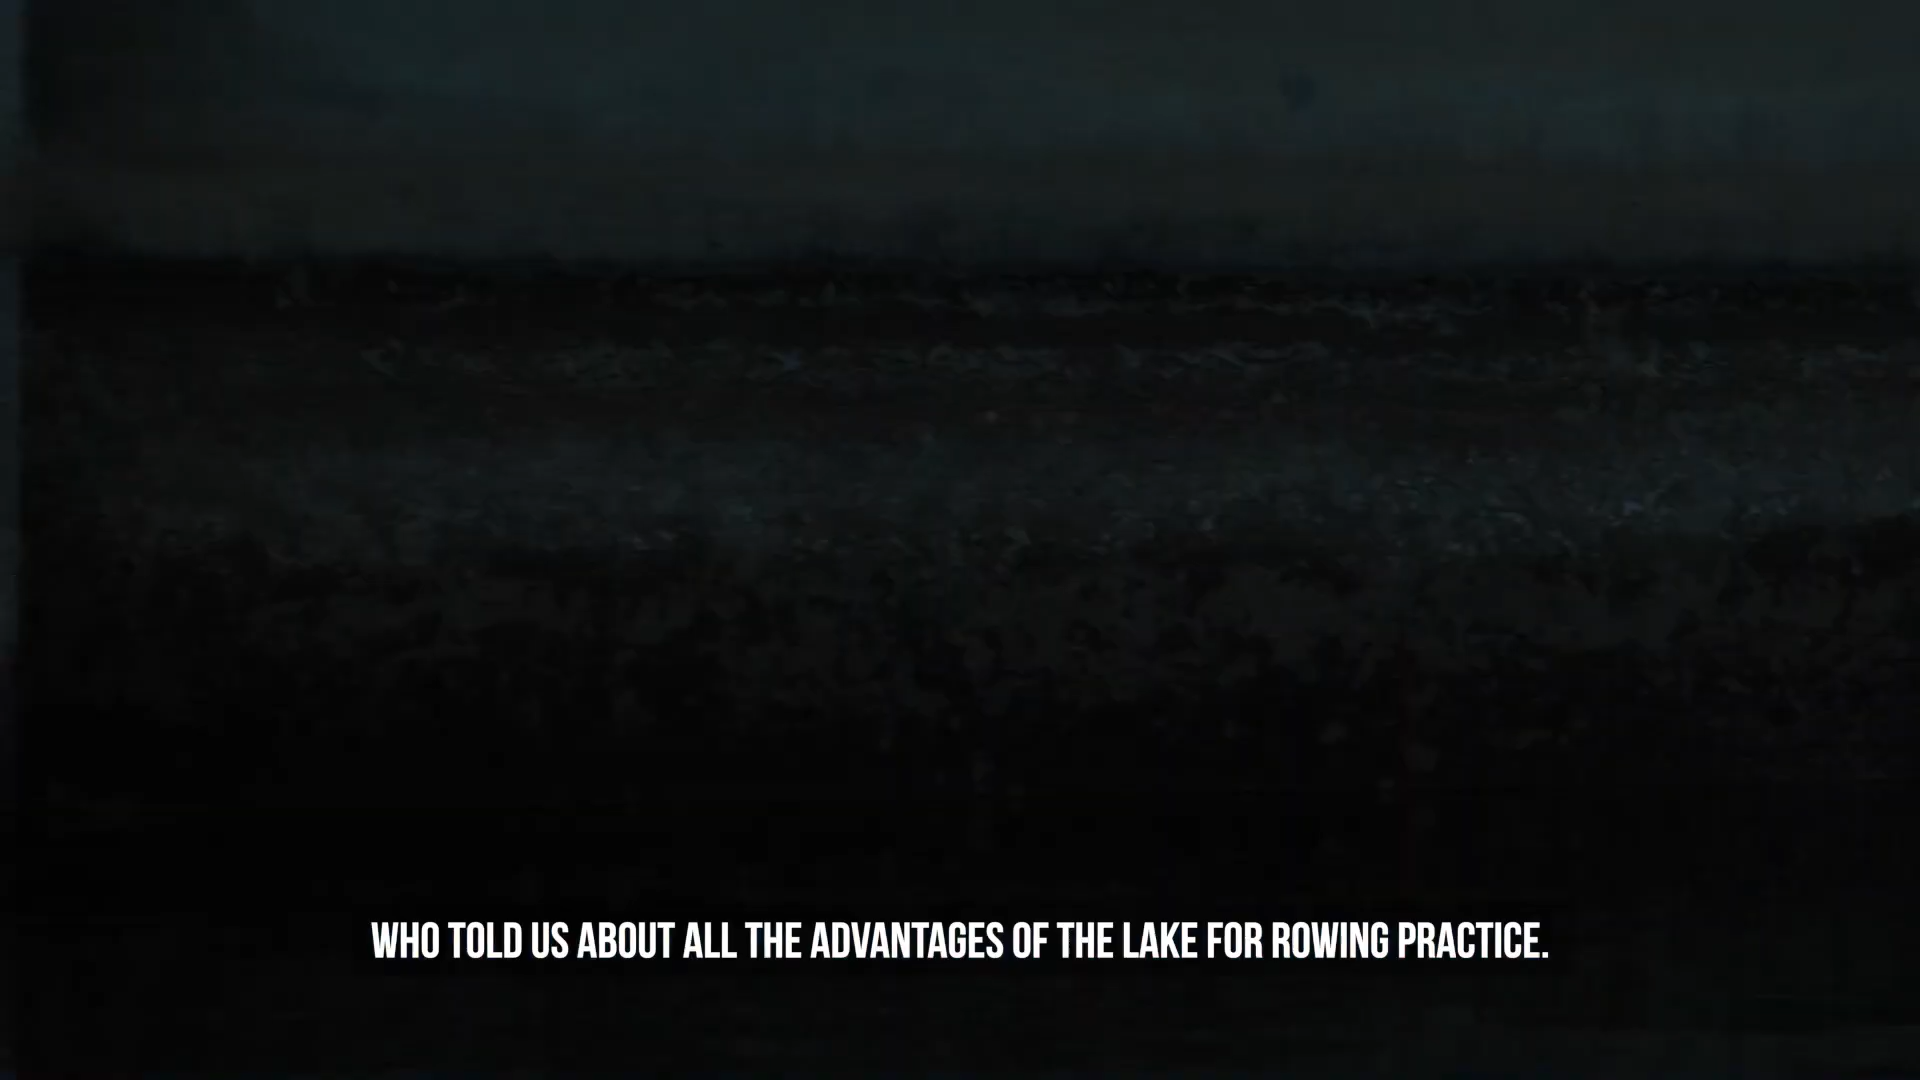 WHO TOLD US ABOUT ALL THE ADVANTAGES OF THE LAKE FOR ROWING PRACTICE.